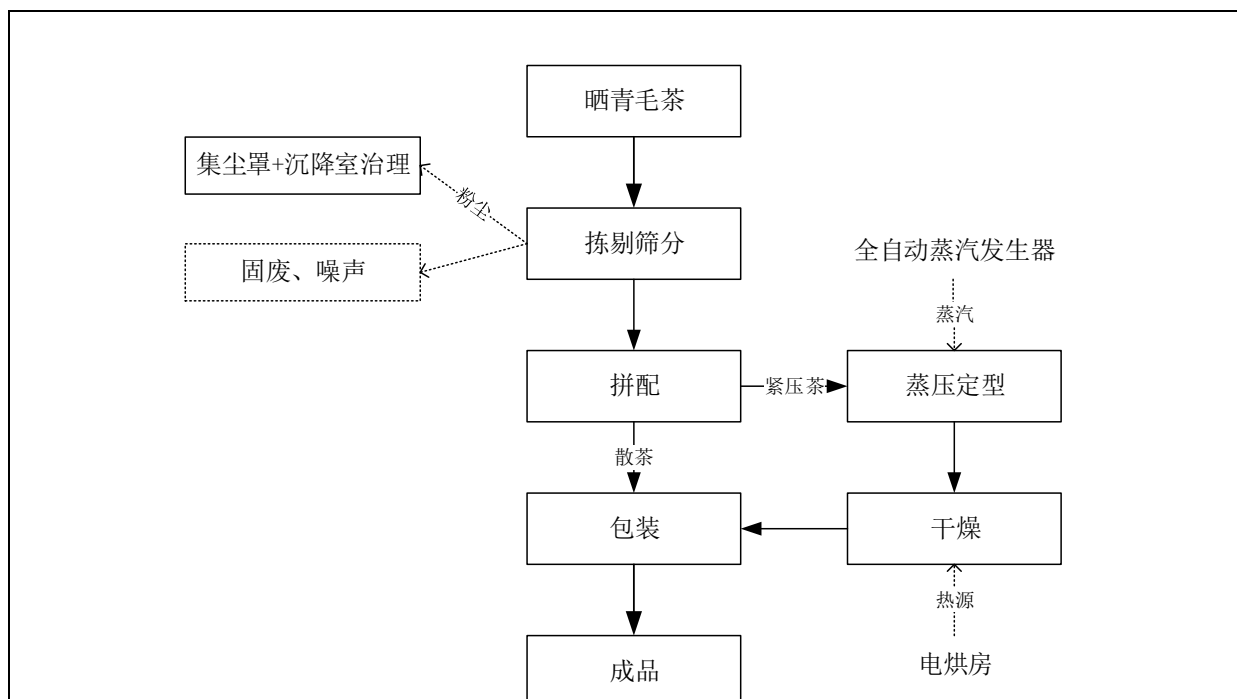 晒青毛茶
集尘罩+沉降室治理
粉尘
拣剔筛分
固废、噪声
全自动蒸汽发生器
蒸汽
拼配
紧压茶
蒸压定型
散茶
包装
干燥
热源
成品
电烘房